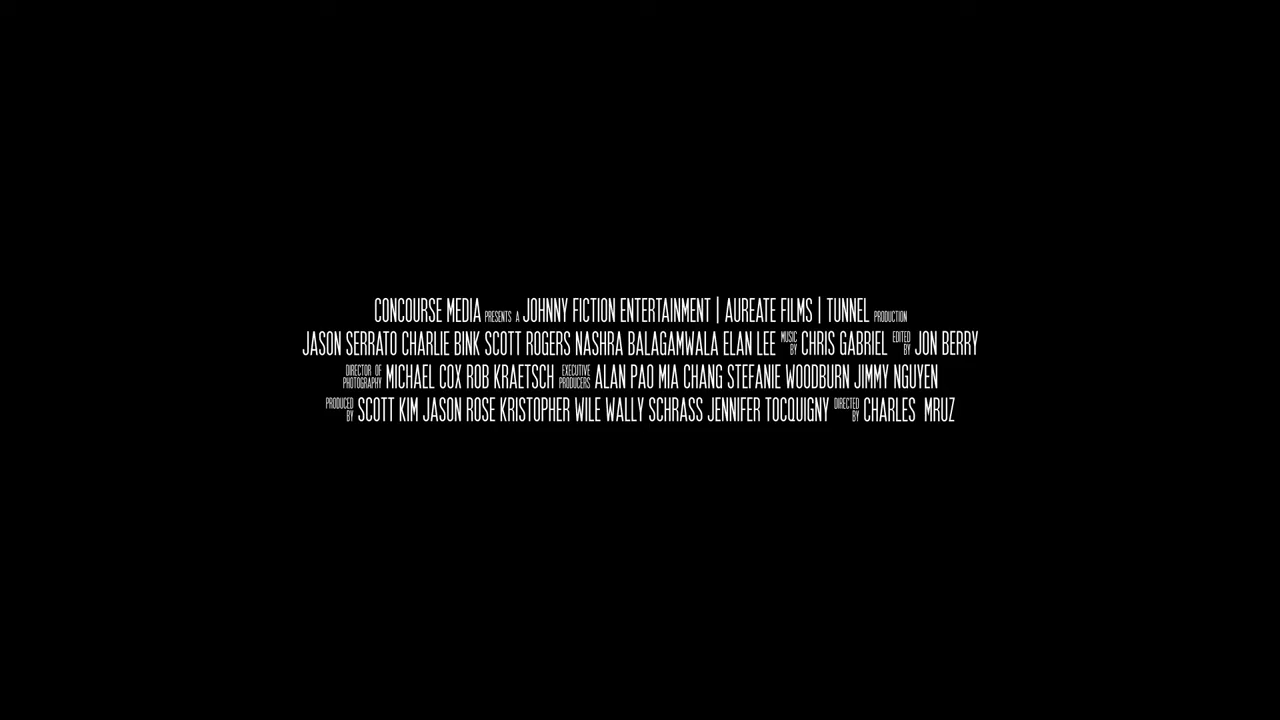 CONCOURSE MEDIA PRESENTS A JOHNNY FICTION ENTERTAINMENT | AUREATE FILMS | TUNNEL PRODUCTION
JASON SERRATO CHARLIE BINK SCOTT ROGERS NASHRA BALAGAMWALA ELAN LEE MUSIC BY CHRIS GABRIEL EDITED BY JON BERRY
DIRECTOR OF PHOTOGRAPHY MICHAEL COX ROB KRAETSCH EXECUTIVE PRODUCERS ALAN PAO MIA CHANG STEFANIE WOODBURN JIMMY NGUYEN
PRODUCED BY SCOTT KIM JASON ROSE KRISTOPHER WILE WALLY SCHRASS JENNIFER TOCQUIGNY DIRECTED BY CHARLES MRUZ